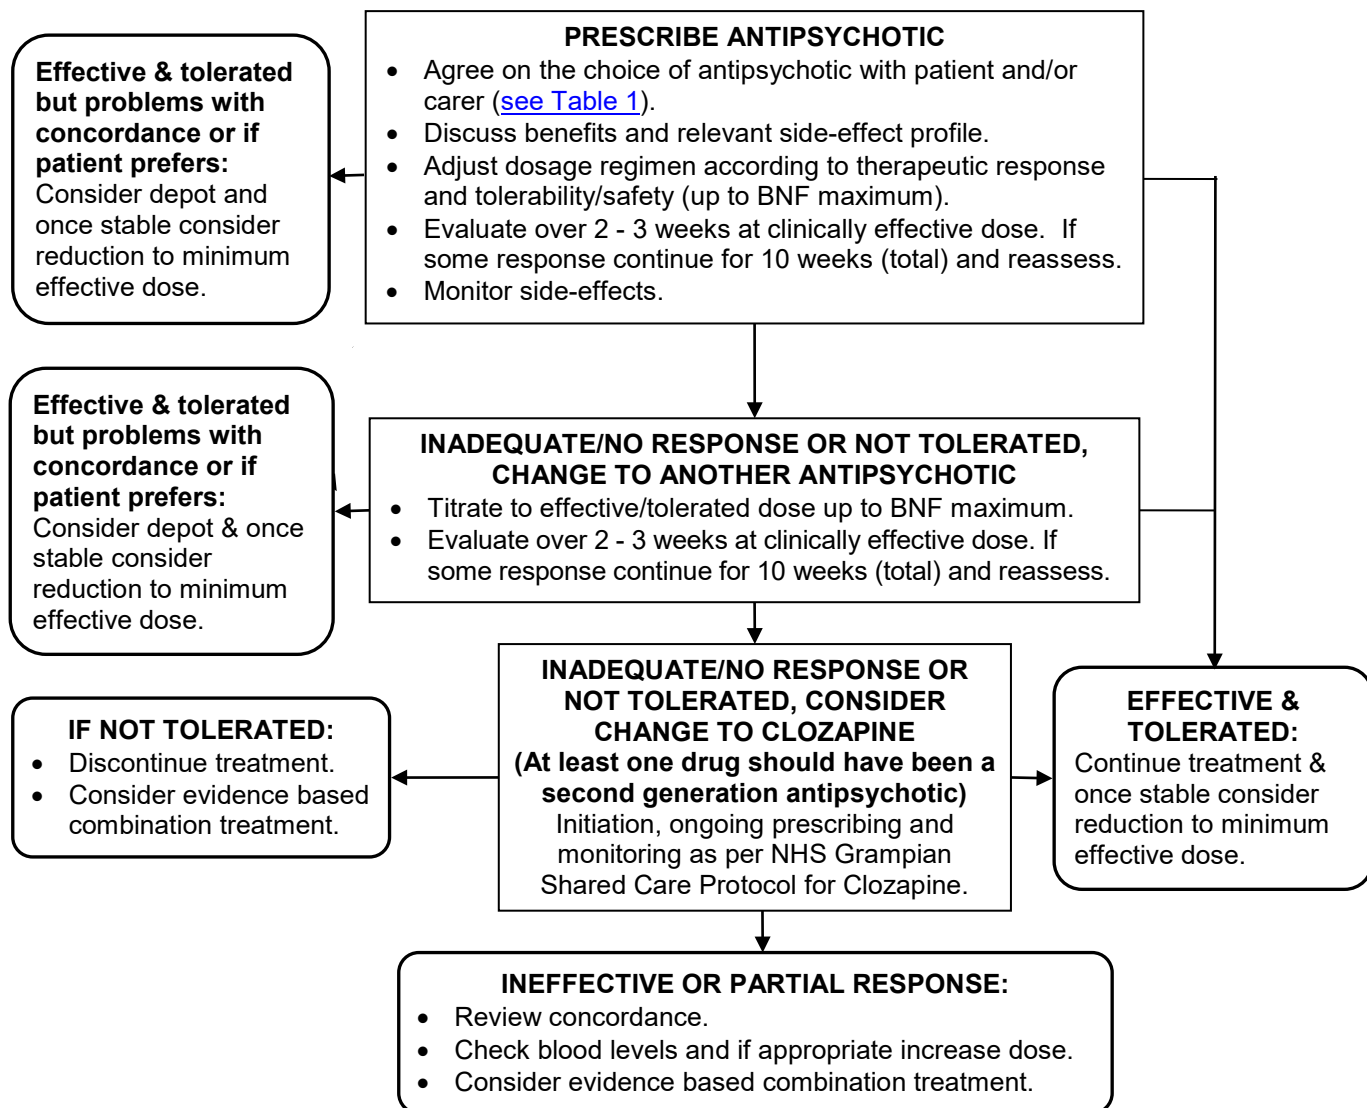 PRESCRIBE ANTIPSYCHOTIC
• Agree on the choice of antipsychotic with patient and/or
carer (see Table 1).
• Discuss benefits and relevant side-effect profile.
• Adjust dosage regimen according to therapeutic response
and tolerability/safety (up to BNF maximum).
• Evaluate over 2 - 3 weeks at clinically effective dose.  If
some response continue for 10 weeks (total) and reassess.
• Monitor side-effects.
Effective & tolerated
but problems with
concordance or if
patient prefers:
Consider depot and
once stable consider
reduction to minimum
effective dose.
INADEQUATE/NO RESPONSE OR NOT TOLERATED,
CHANGE TO ANOTHER ANTIPSYCHOTIC
• Titrate to effective/tolerated dose up to BNF maximum.
• Evaluate over 2 - 3 weeks at clinically effective dose. If
some response continue for 10 weeks (total) and reassess.
Effective & tolerated
but problems with
concordance or if
patient prefers:
Consider depot & once
stable consider
reduction to minimum
effective dose.
INADEQUATE/NO RESPONSE OR
NOT TOLERATED, CONSIDER
CHANGE TO CLOZAPINE
(At least one drug should have been a
second generation antipsychotic)
Initiation, ongoing prescribing and
monitoring as per NHS Grampian
Shared Care Protocol for Clozapine.
IF NOT TOLERATED:
• Discontinue treatment.
• Consider evidence based
combination treatment.
EFFECTIVE &
TOLERATED:
Continue treatment &
once stable consider
reduction to minimum
effective dose.
INEFFECTIVE OR PARTIAL RESPONSE:
• Review concordance.
• Check blood levels and if appropriate increase dose.
• Consider evidence based combination treatment.